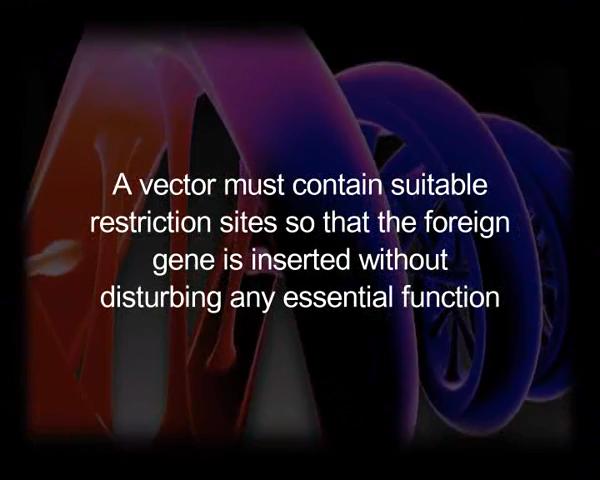 A vector must contain suitable
restriction sites so that the foreign
gene is inserted without
disturbing any essential function